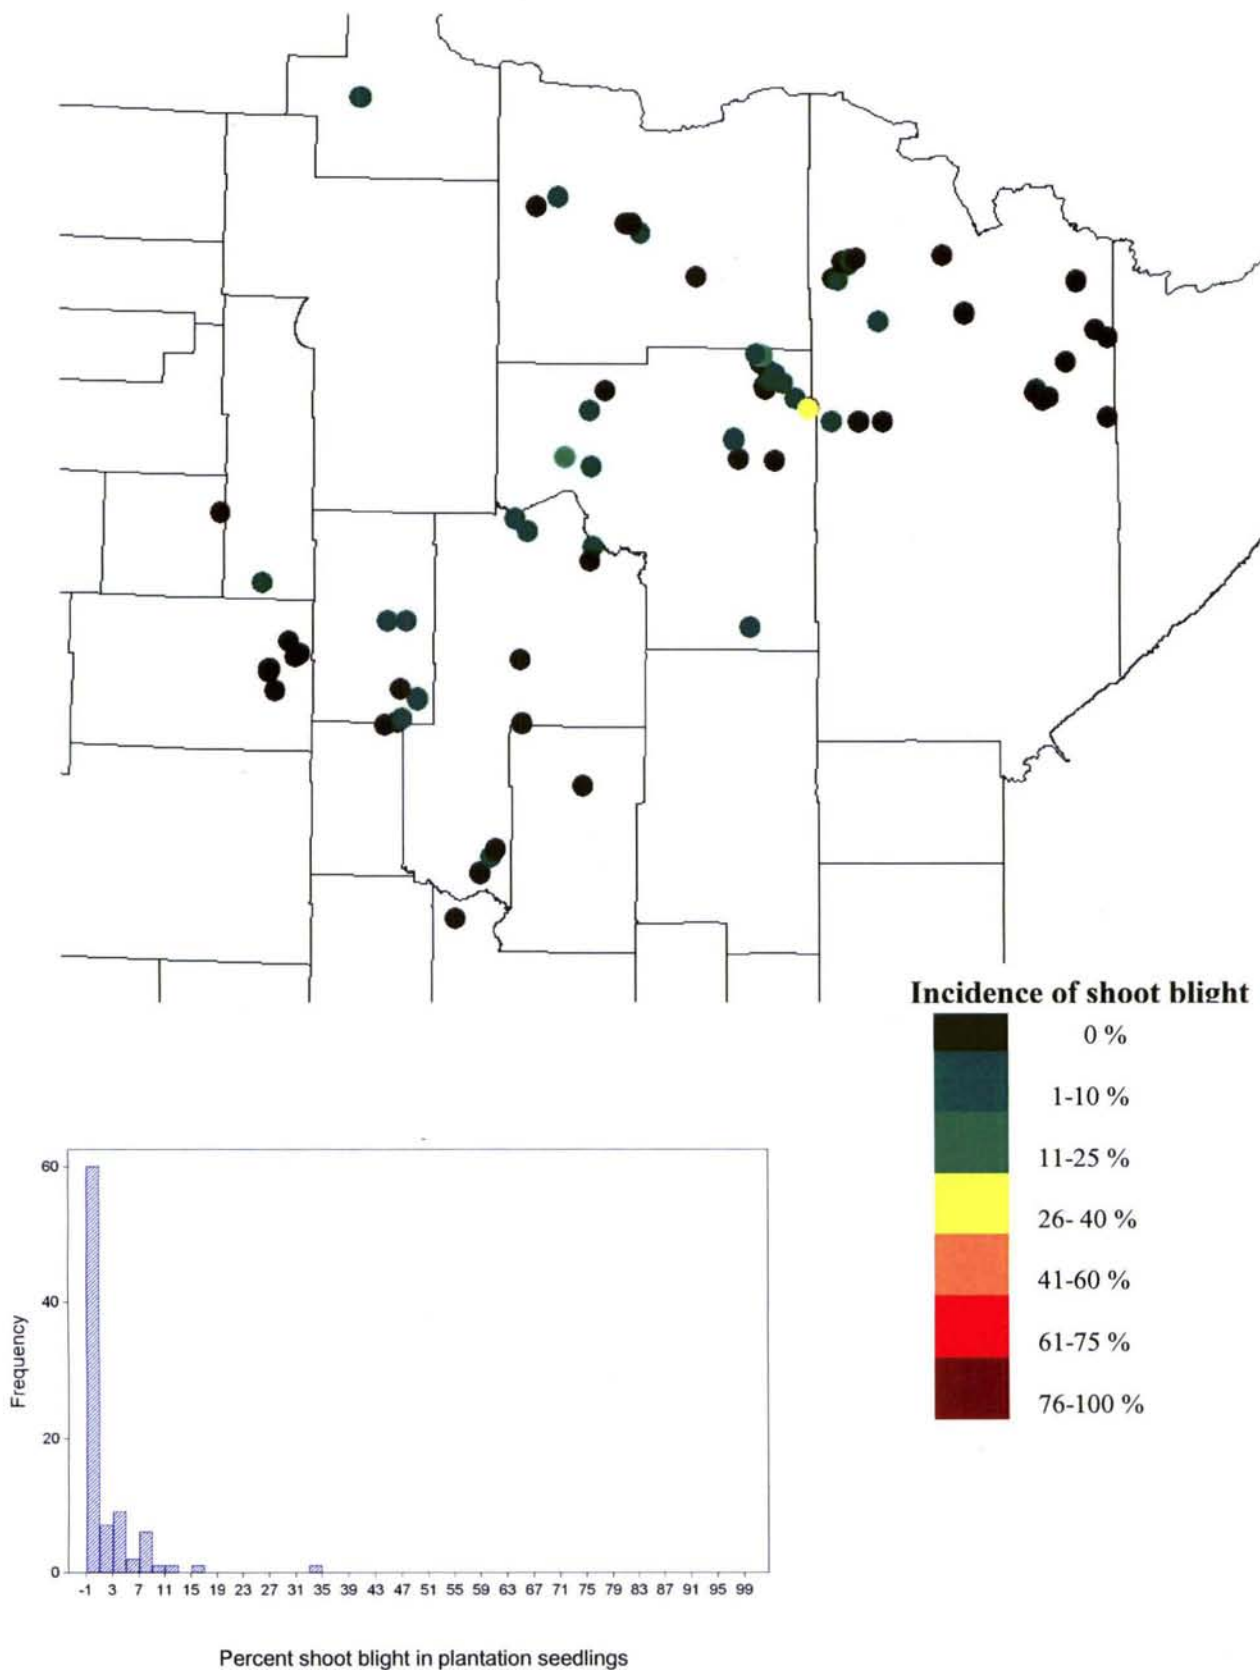 Incidence of shoot blight
0 %
1-10 %
11-25 %
26- 40 %
41-60 %
61-75 %
76-100 %
60
40
20
0
Frequency
-1 3 7 11 15 19 23 27 31 35 39 43 47 51 55 59 63 67 71 75 79 83 87 91 95 99
Percent shoot blight in plantation seedlings